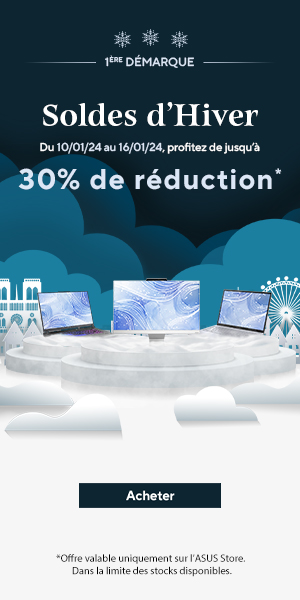 1ÈRE DÉMARQUE
Soldes d'Hiver
Du 10/01/24 au 16/01/24, profitez de jusqu'à
30% de réduction*
Acheter
*Offre valable uniquement sur l'ASUS Store.
Dans la limite des stocks disponibles.